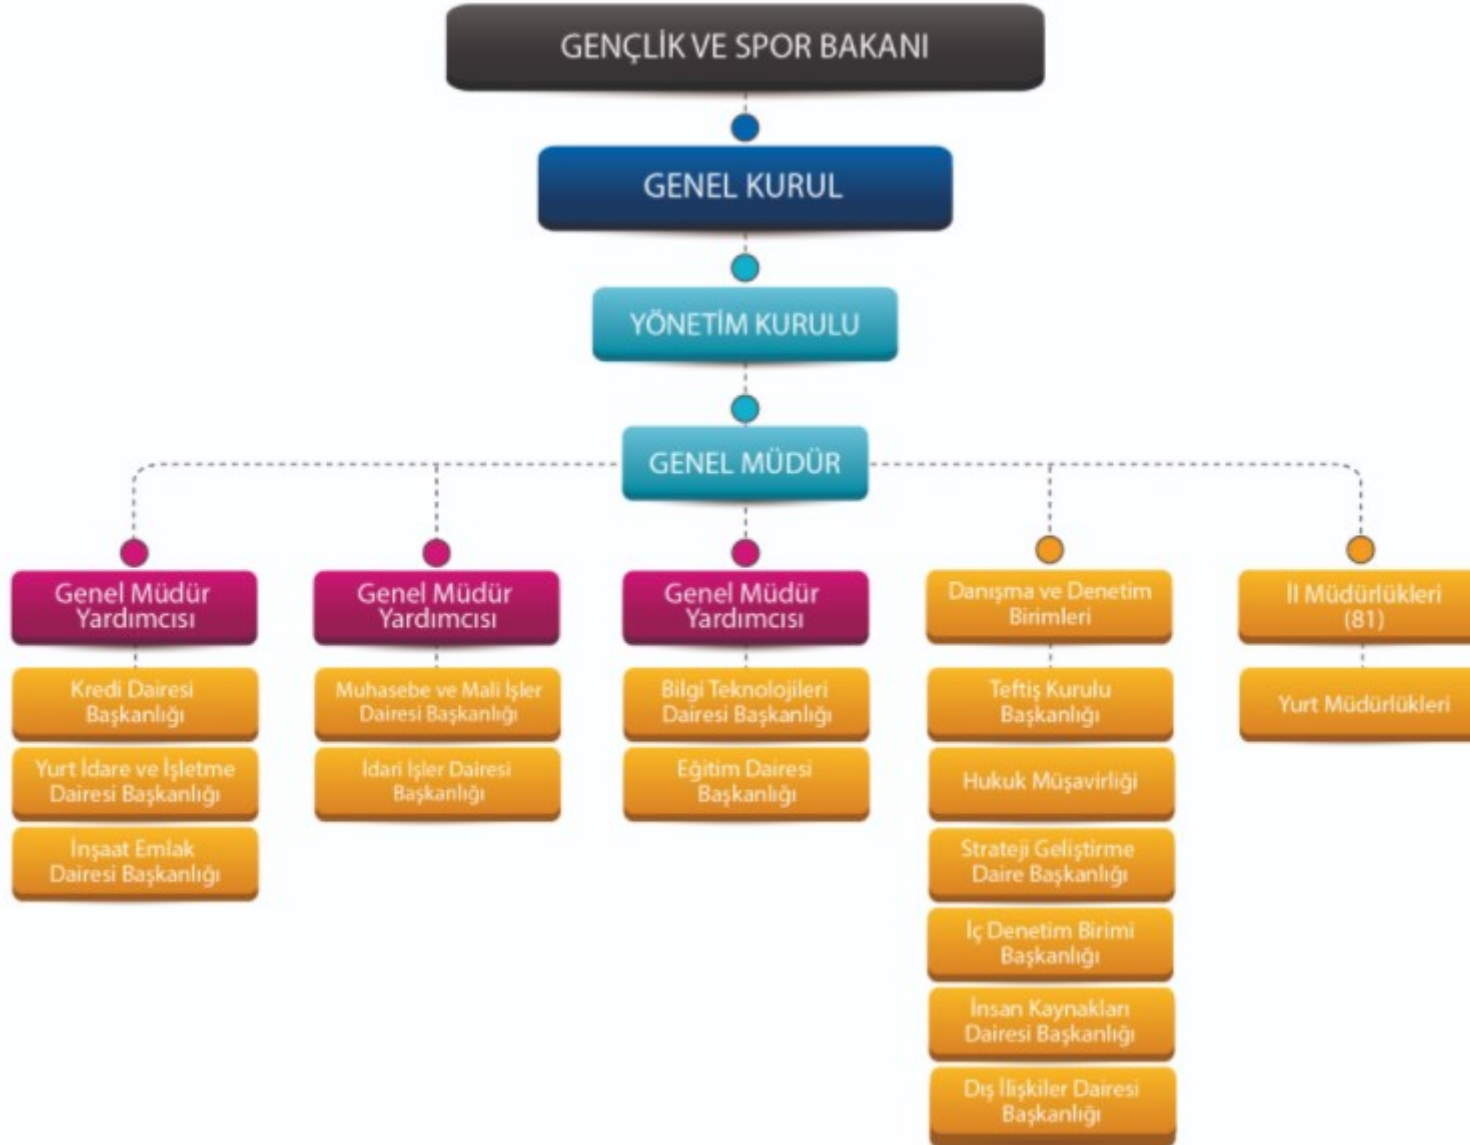 GENÇLİK VE SPOR BAKANI
GENEL KURUL
YÖNETİM KURULU
GENEL MÜDÜR
Genel Müdür
Yardımcısı
Kredi Dairesi
Başkanlığı
Yurt İdare ve İşletme
Dairesi Başkanlığı
İnşaat Emlak
Dairesi Başkanlığı
Genel Müdür
Yardımcısı
Muhasebe ve Mali İşler
Dairesi Başkanlığı
İdari İşler Dairesi
Başkanlığı
Genel Müdür
Yardımcısı
Bilgi Teknolojileri
Dairesi Başkanlığı
Eğitim Dairesi
Başkanlığı
Danışma ve Denetim
Birimleri
Teftiş Kurulu
Başkanlığı
Hukuk Müşavirliği
Strateji Geliştirme
Daire Başkanlığı
İç Denetim Birimi
Başkanlığı
İnsan Kaynakları
Dairesi Başkanlığı
Dış İlişkiler Dairesi
Başkanlığı
İl Müdürlükleri
(81)
Yurt Müdürlükleri